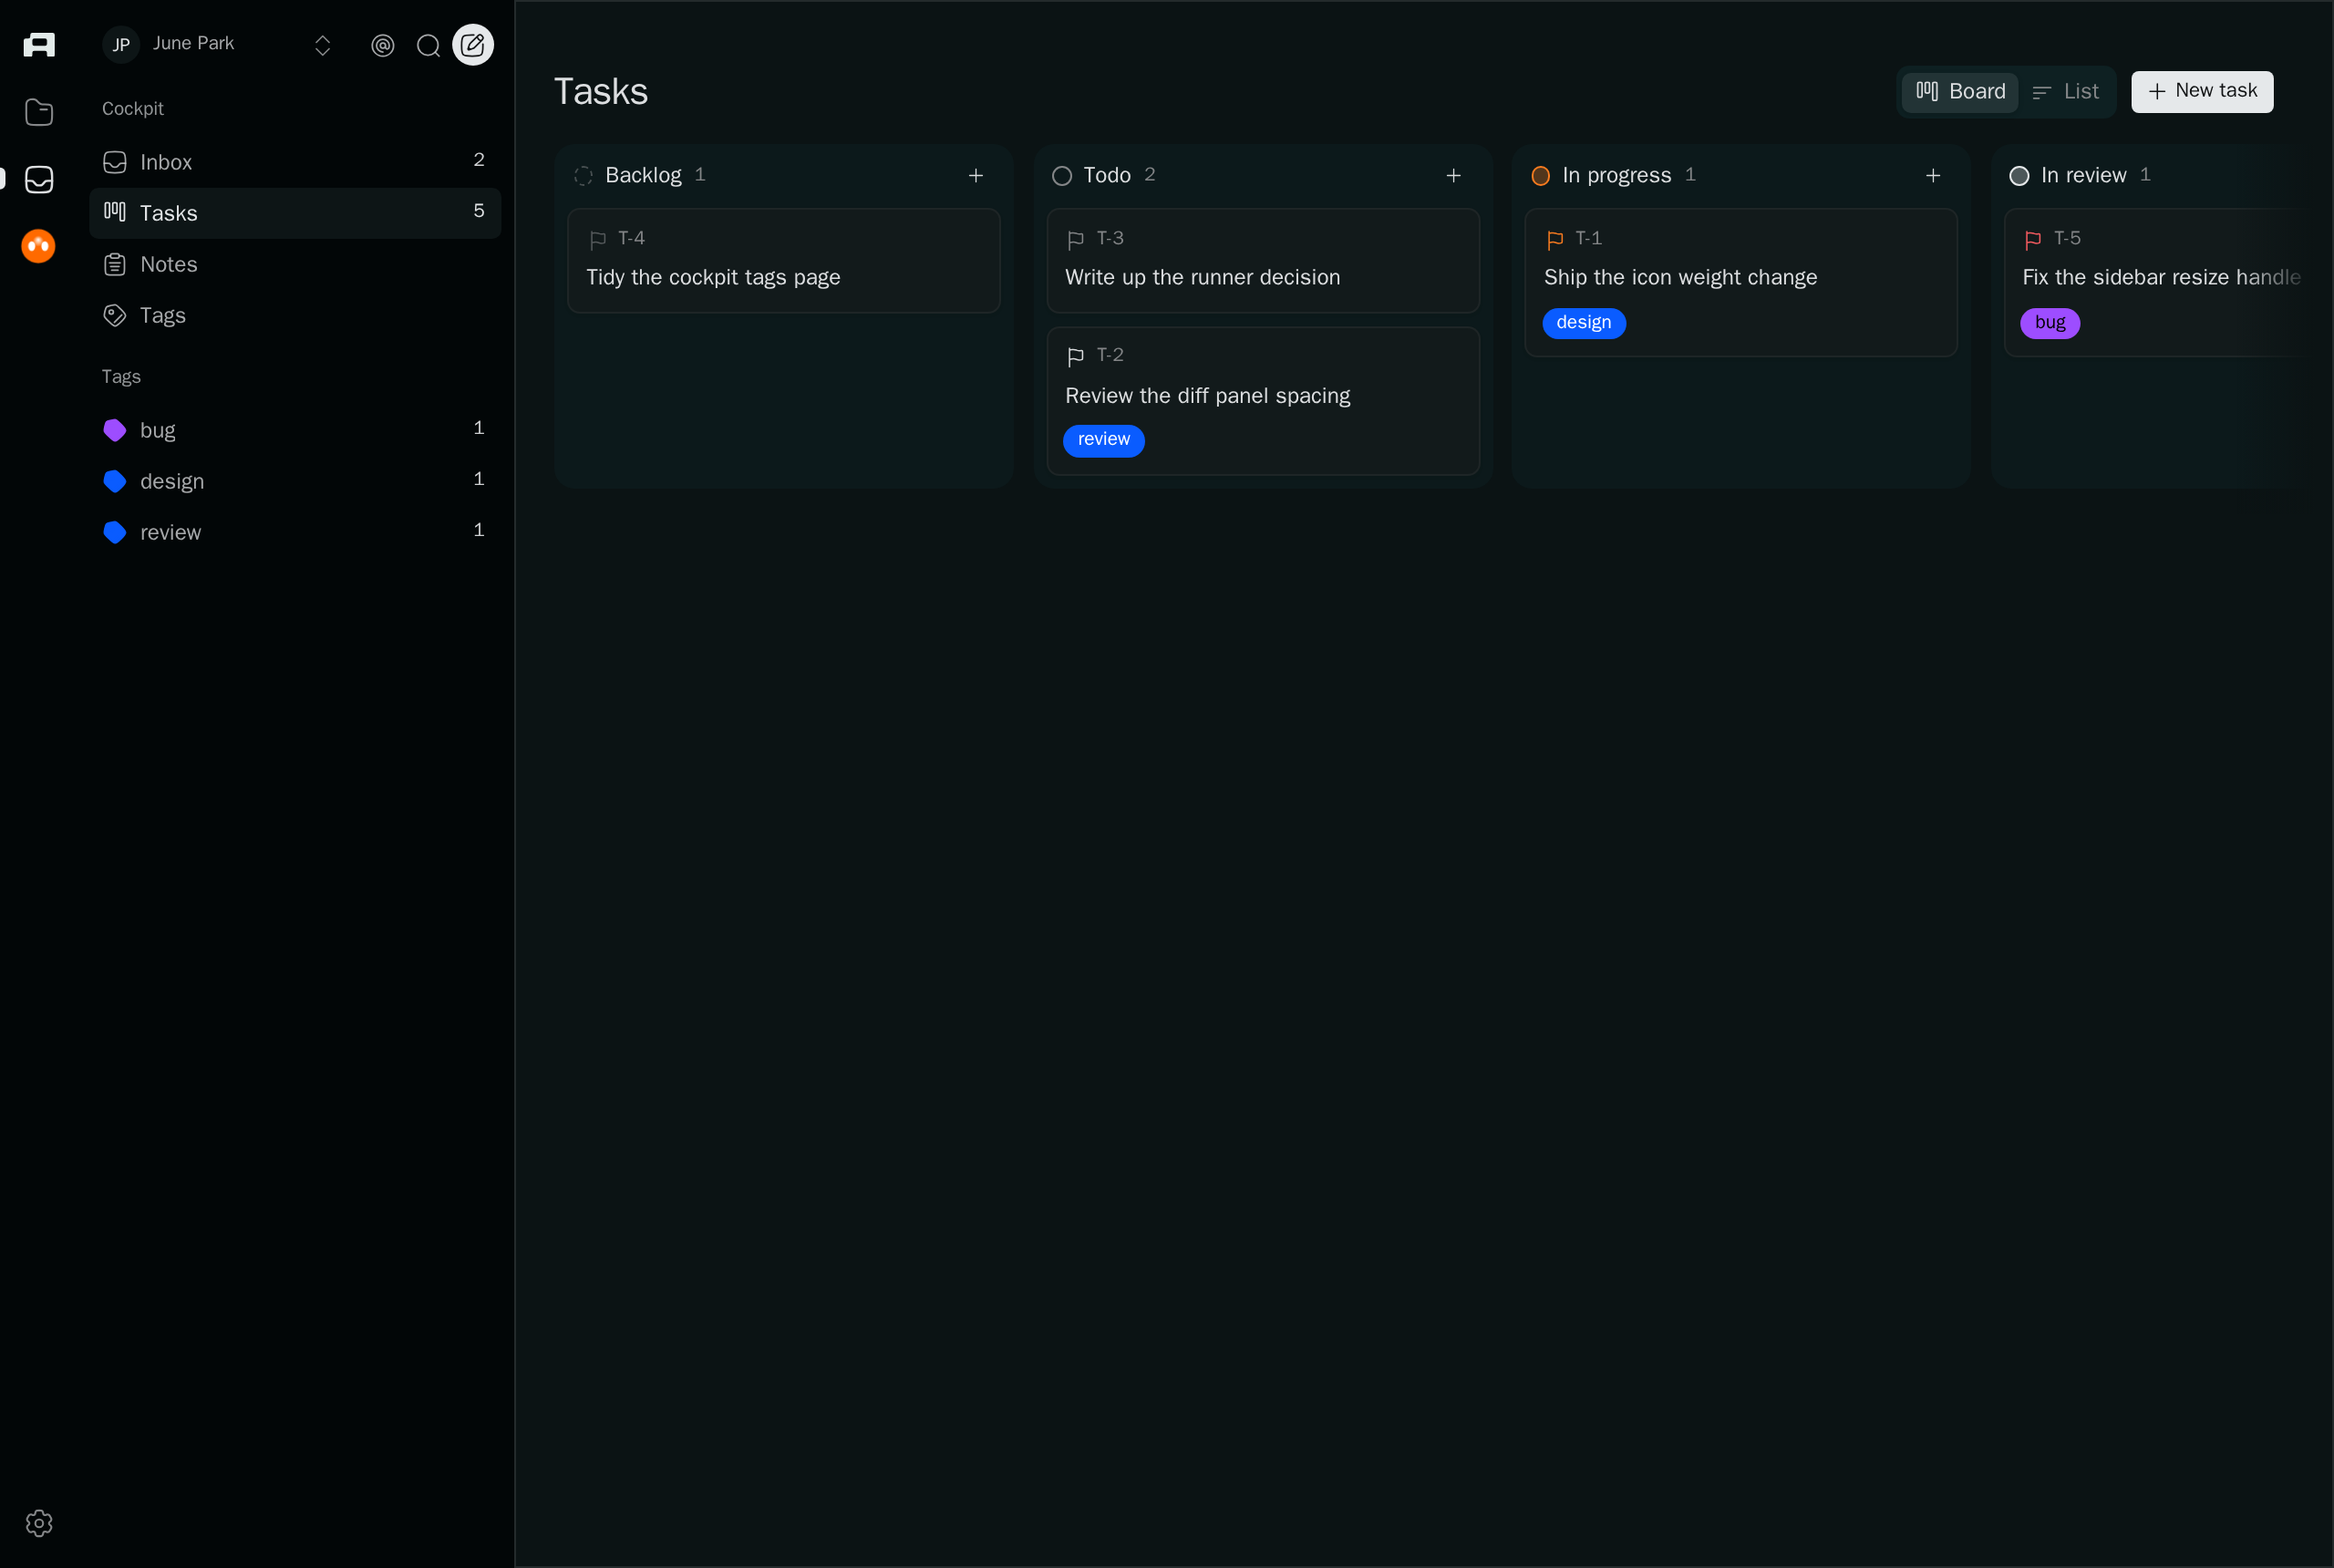 JP June Park
Cockpit
Inbox 2
Tasks 5
Notes
Tags
Tags
bug 1
design 1
review 1
Tasks
Board
List
New task
Backlog 1
T-4
Tidy the cockpit tags page
Todo 2
T-3
Write up the runner decision
T-2
Review the diff panel spacing
review
In progress 1
T-1
Ship the icon weight change
design
In review 1
T-5
Fix the sidebar resize handle
bug